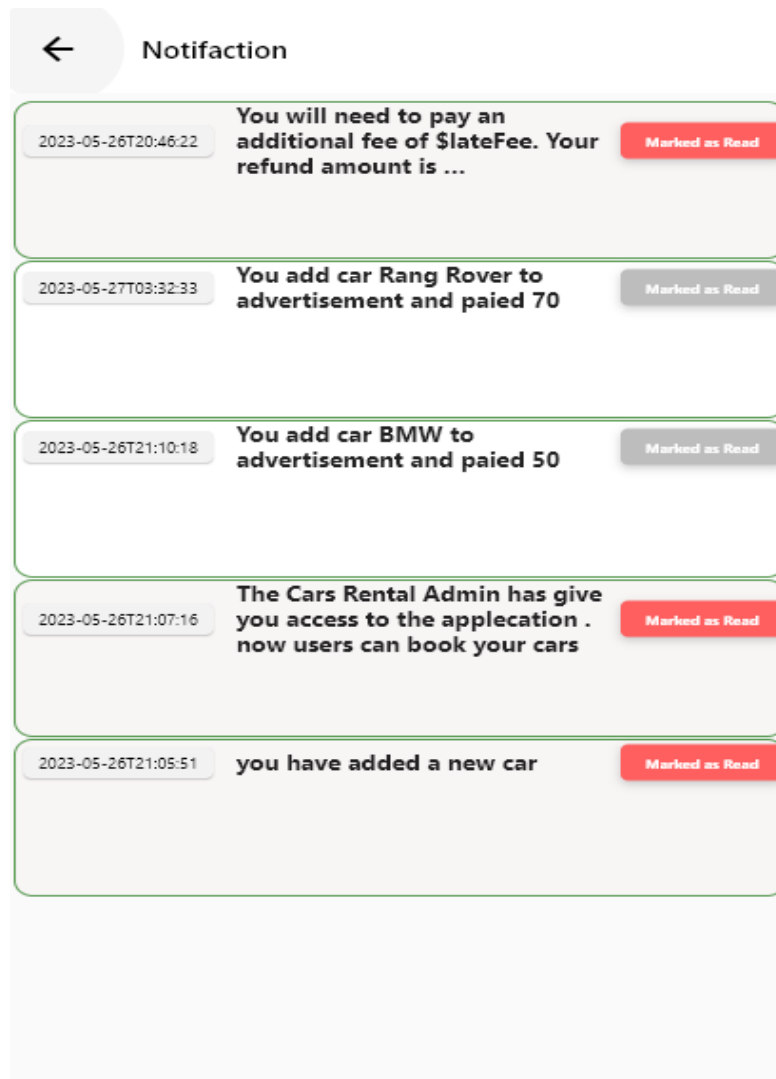 Notifaction
2023-05-26T20:46:22
You will need to pay an
additional fee of $lateFee. Your
refund amount is ...
Marked as Read
2023-05-27T03:32:33
You add car Rang Rover to
advertisement and paied 70
Marked as Read
2023-05-26T21:10:18
You add car BMW to
advertisement and paied 50
Marked as Read
2023-05-26T21:07:16
The Cars Rental Admin has give
you access to the applecation .
now users can book your cars
Marked as Read
2023-05-26T21:05:51
you have added a new car
Marked as Read